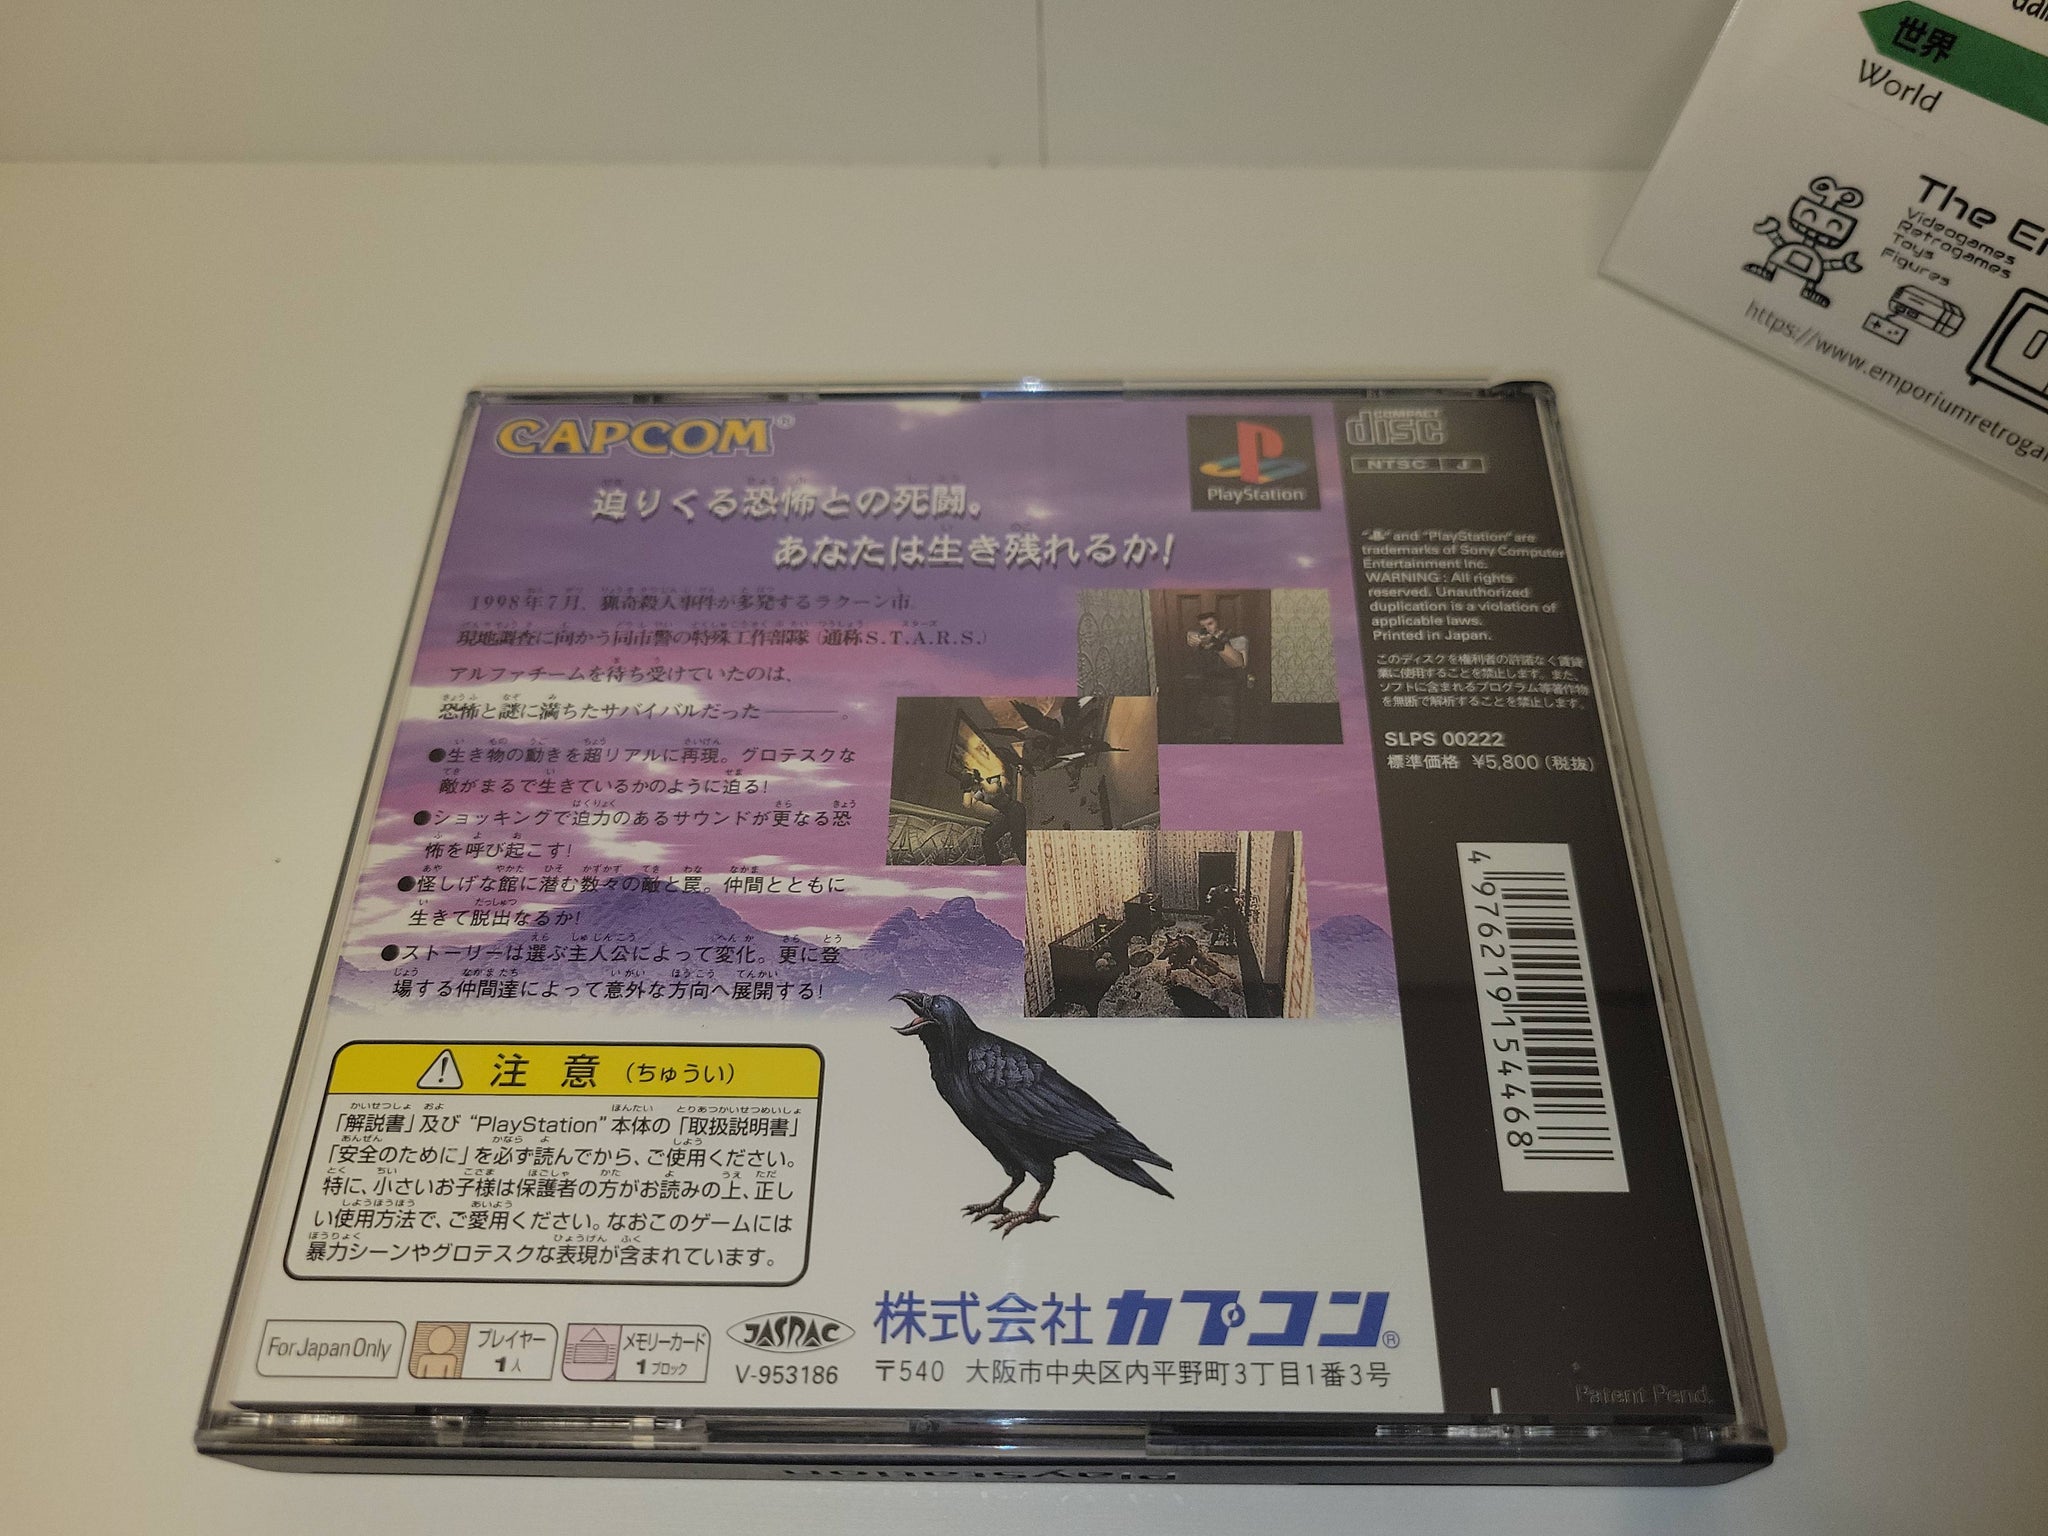 世界
World
The
Videogames
Retrogames
Toys
Figures
https://www.emporiumretroga
CAPCOM®
PlayStation
COMPACT
disc
NTSC J
迫りくる恐怖との死闘。
あなたは生き残れるか!
1998年7月、猟奇殺人事件が多発するラクーン市。
現地調査に向かう同市警の特殊工作部隊(通称S.T.A.R.S.)
アルファチームを待ち受けていたのは、
恐怖と謎に満ちたサバイバルだった———。
●生き物の動きを超リアルに再現。グロテスクな
敵がまるで生きているかのように迫る!
●ショッキングで迫力のあるサウンドが更なる恐
怖を呼び起こす!
●怪しげな館に潜む数々の敵と罠。仲間とともに
生きて脱出なるか!
●ストーリーは選ぶ主人公によって変化。更に登
場する仲間達によって意外な方向へ展開する!
"PS" and "PlayStation" are
trademarks of Sony Computer
Entertainment Inc.
WARNING : All rights
reserved. Unauthorized
duplication is a violation of
applicable laws.
Printed in Japan.
このディスクを権利者の許諾なく賃貸
業に使用することを禁止します。また、
ソフトに含まれるプログラム等著作物
を無断で解析することを禁止します。
SLPS 00222
標準価格 ¥5,800(税抜)
4976219154468
注意(ちゅうい)
「解説書」及び“PlayStation”本体の「取扱説明書」
「安全のために」を必ず読んでから、ご使用ください。
特に、小さいお子様は保護者の方がお読みの上、正し
い使用方法で、ご愛用ください。なおこのゲームには
暴力シーンやグロテスクな表現が含まれています。
For Japan Only
プレイヤー
1人
メモリーカード
1ブロック
JASRAC
V-953186
株式会社カプコン®
〒540 大阪市中央区内平野町3丁目1番3号
Patent Pend.
PlayStation